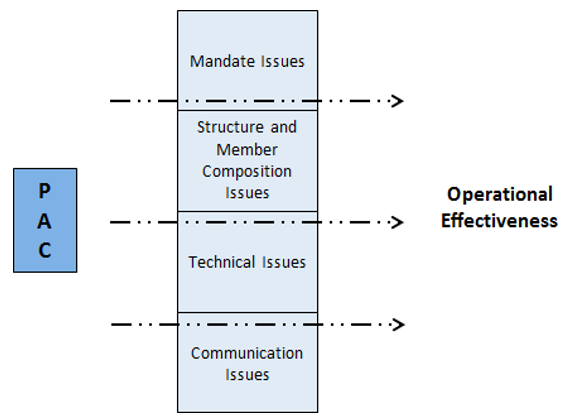 Mandate Issues
Structure and
Member
Composition
Issues
P
A
C
Operational
Effectiveness
Technical Issues
Communication
Issues